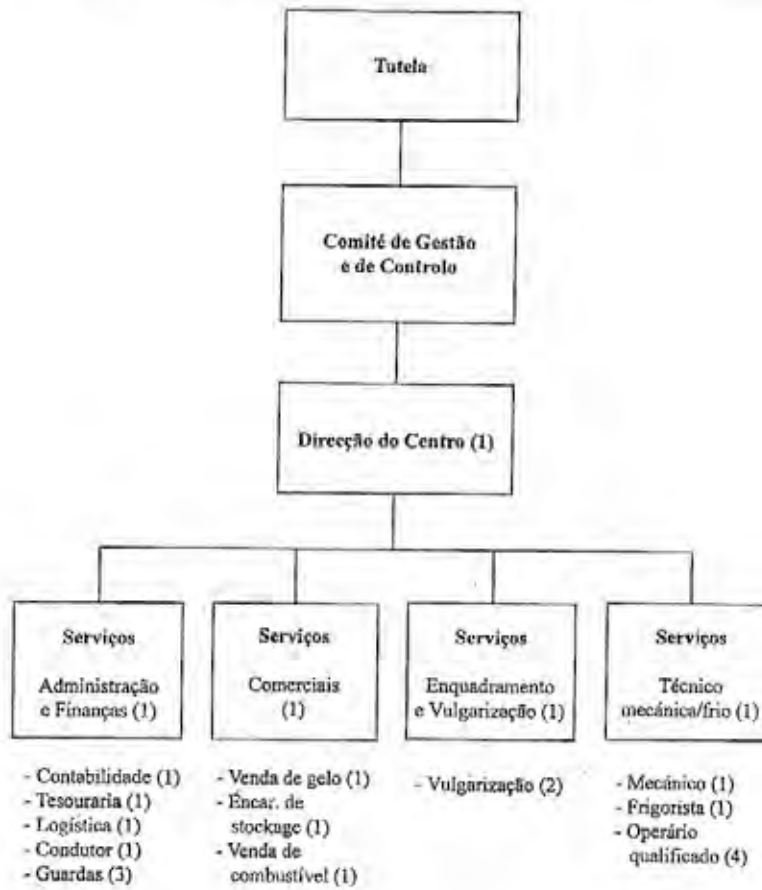 Tutela
Comité de Gestão
e de Controlo
Direcção do Centro (1)
Serviços
Administração
e Finanças (1)
- Contabilidade (1)
- Tesouraria (1)
- Logística (1)
- Condutor (1)
- Guardas (3)
Serviços
Comerciais
(1)
- Venda de gelo (1)
- Encar. de
stockage (1)
- Venda de
combustível (1)
Serviços
Enquadramento
e Vulgarização (1)
- Vulgarização (2)
Serviços
Técnico
mecánica/frio (1)
- Mecánico (1)
- Frigorista (1)
- Operário
qualificado (4)